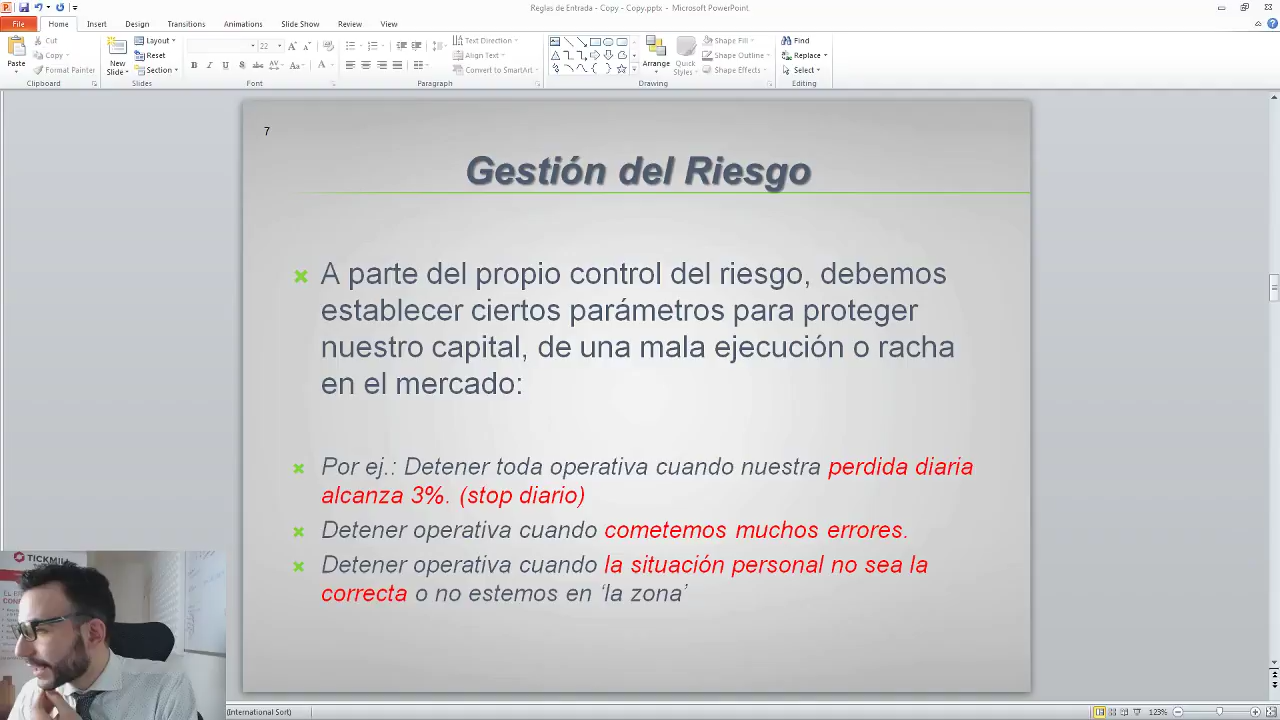 Reglas de Entrada - Copy - Copy.pptx - Microsoft PowerPoint
File Home Insert Design Transitions Animations Slide Show Review View
Paste
Cut
Copy
Format Painter
Clipboard
New Slide
Layout
Reset
Section
Slides
22
Font
Text Direction
Align Text
Convert to SmartArt
Paragraph
Arrange
Quick Styles
Shape Fill
Shape Outline
Shape Effects
Drawing
Find
Replace
Select
Editing
7
Gestión del Riesgo
A parte del propio control del riesgo, debemos
establecer ciertos parámetros para proteger
nuestro capital, de una mala ejecución o racha
en el mercado:
Por ej.: Detener toda operativa cuando nuestra perdida diaria
alcanza 3%. (stop diario)
Detener operativa cuando cometemos muchos errores.
Detener operativa cuando la situación personal no sea la
correcta o no estemos en ‘la zona’
TICKMILL
(International Sort)
123%